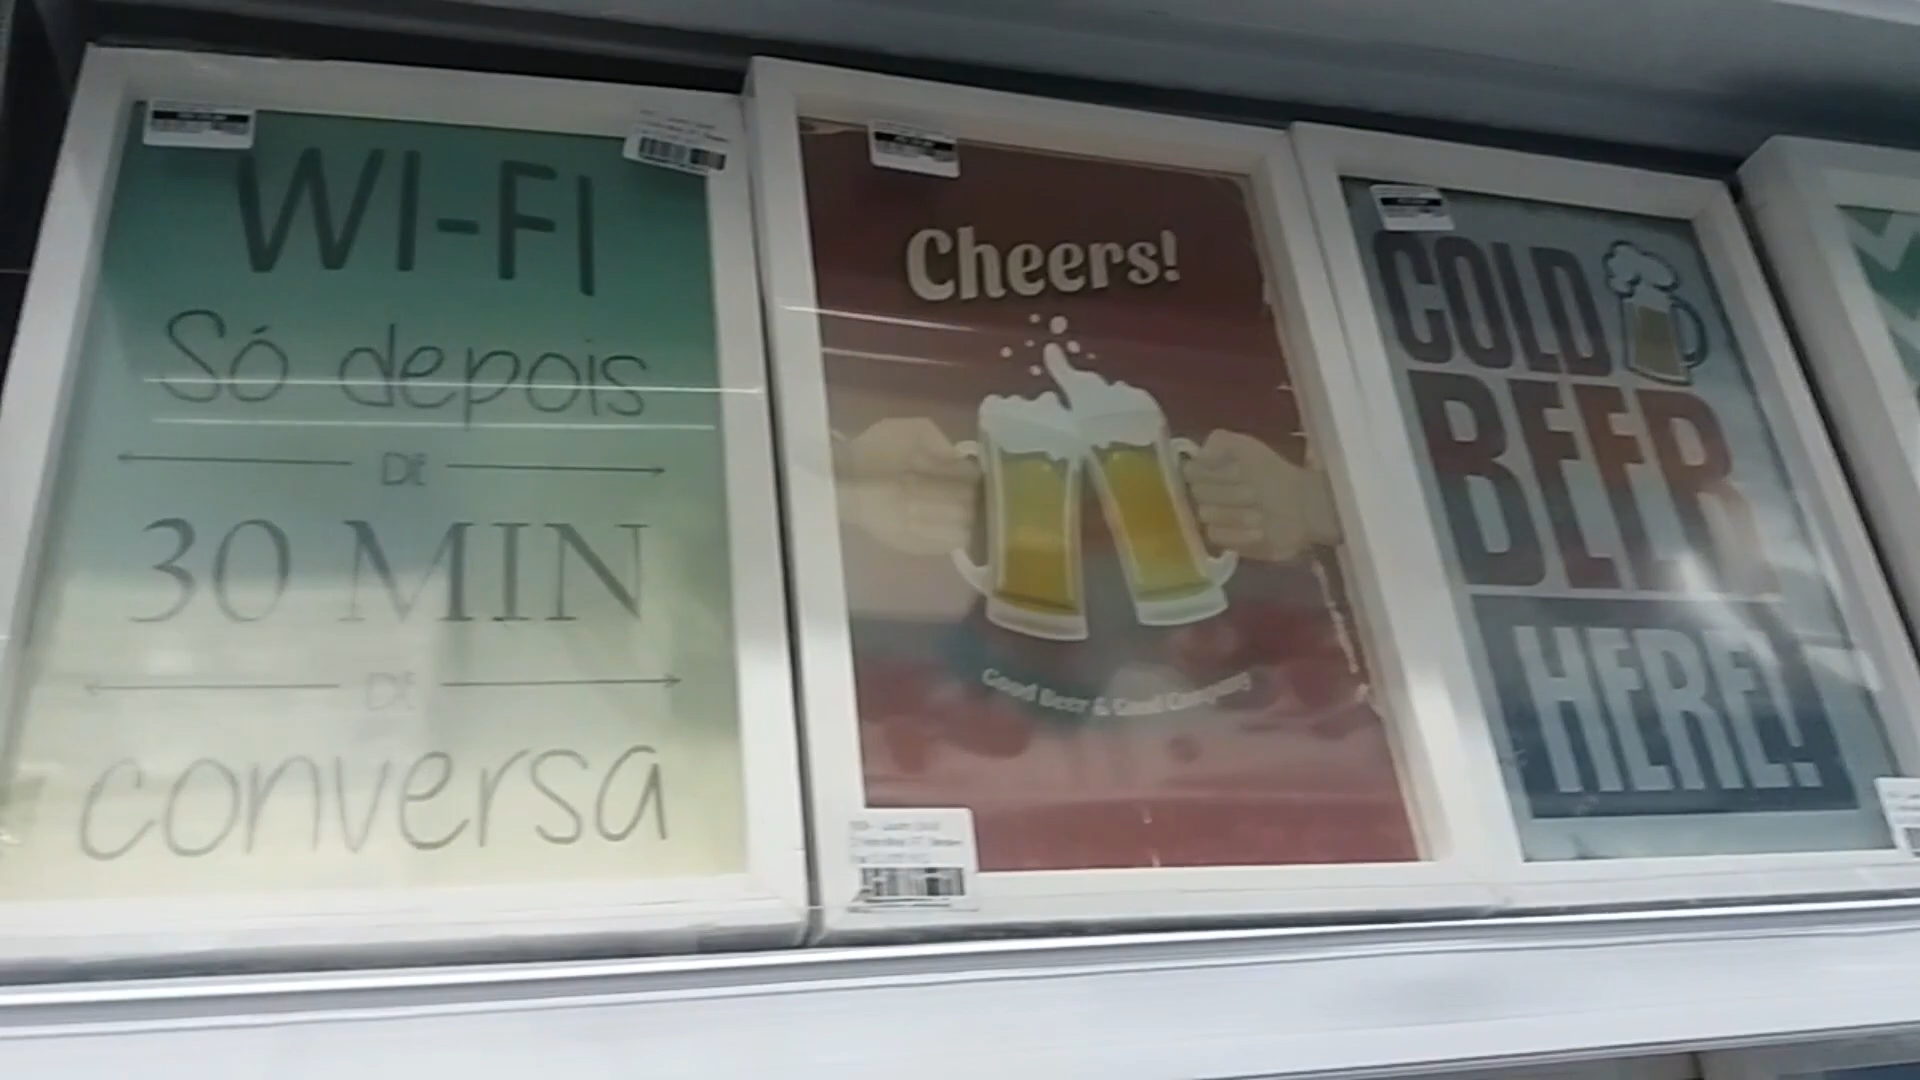 WI-FI
Só depois
DE
30 MIN
DE
conversa
Cheers!
Good Beer & Good Company
COLD
BEER
HERE!